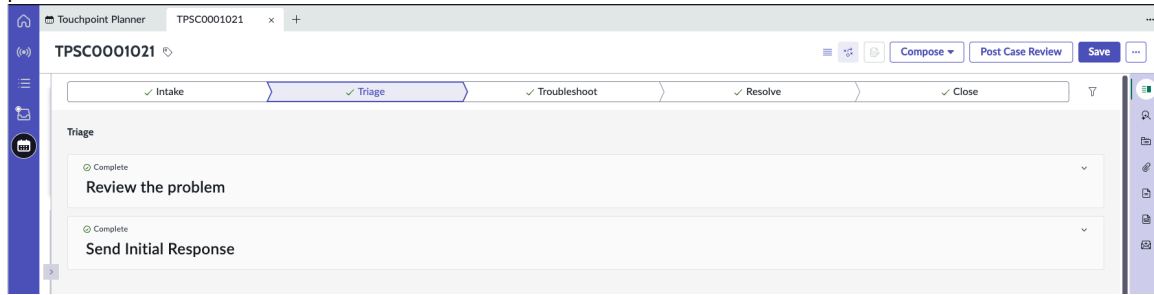 Touchpoint Planner TPSC0001021 × +
TPSC0001021
Compose Post Case Review Save
Intake Triage Troubleshoot Resolve Close
Triage
Complete
Review the problem
Complete
Send Initial Response